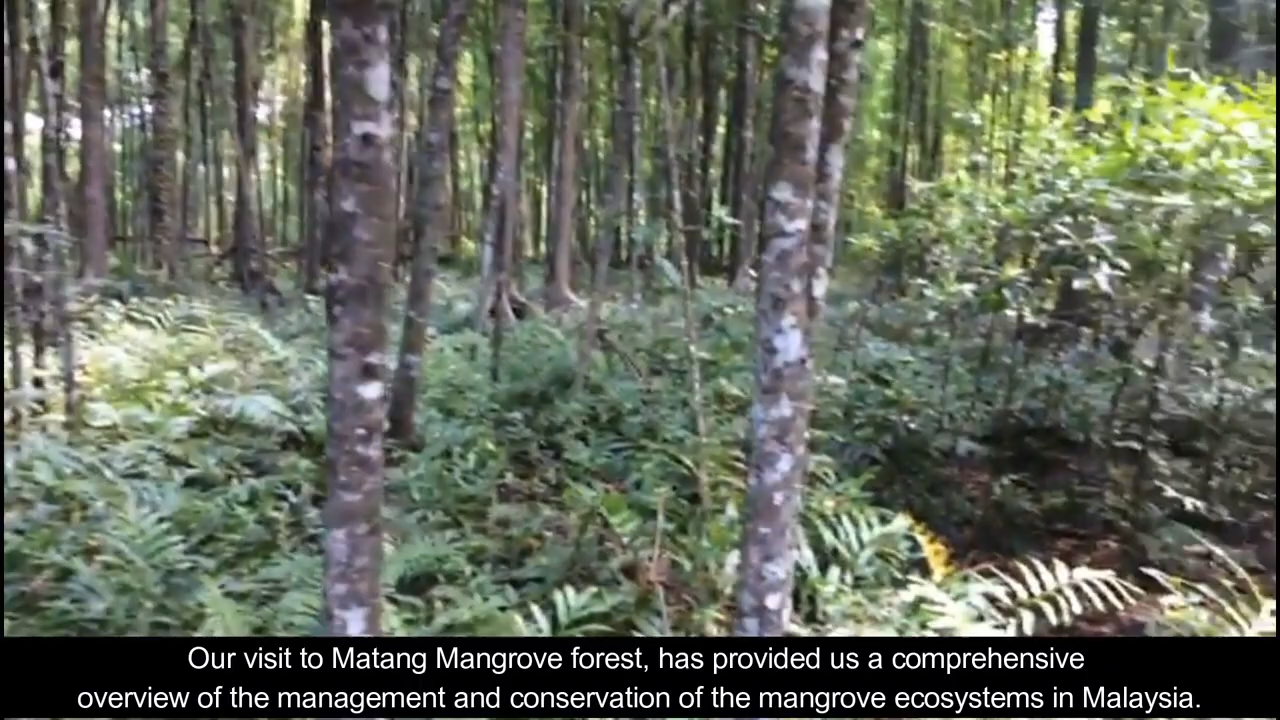 Our visit to Matang Mangrove forest, has provided us a comprehensive
overview of the management and conservation of the mangrove ecosystems in Malaysia.